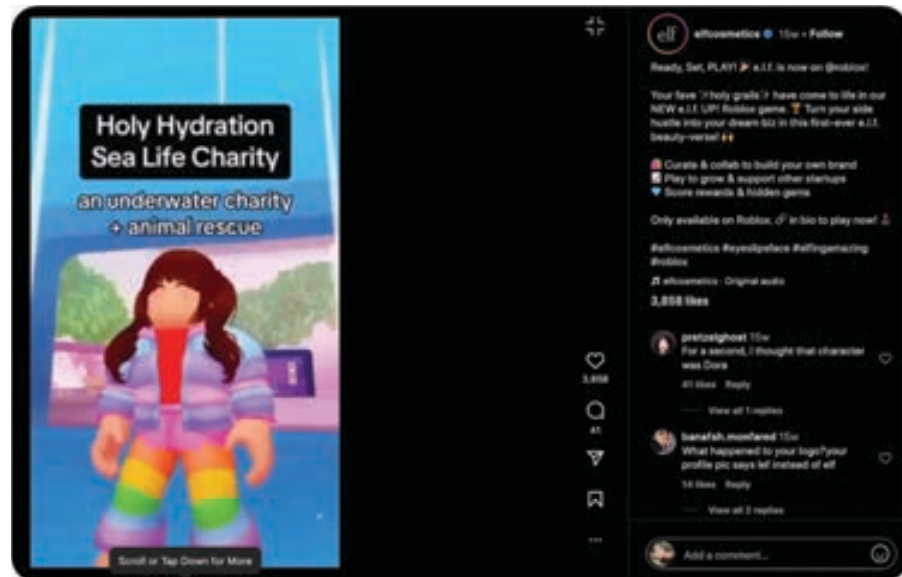 Holy Hydration
Sea Life Charity
an underwater charity
+ animal rescue
Scroll or Tap Down for More
3,858
41
elf
elfcosmetics 15w • Follow
Ready, Set, PLAY! 🎉 e.l.f. is now on @roblox!
Your fave ✨holy grails✨ have come to life in our
NEW e.l.f. UP! Roblox game. 🏆 Turn your side
hustle into your dream biz in this first-ever e.l.f.
beauty-verse! 🙌
Curate & collab to build your own brand
Play to grow & support other startups
💎 Score rewards & hidden gems
Only available on Roblox, 🔗 in bio to play now!
#elfcosmetics #eyeslipsface #elfingamazing
#roblox
elfcosmetics · Original audio
3,858 likes
pretzelghost 15w
For a second, I thought that character
was Dora
41 likes Reply
View all 1 replies
banafsh.monfared 15w
What happened to your logo?your
profile pic says lef instead of elf
14 likes Reply
View all 2 replies
Add a comment...